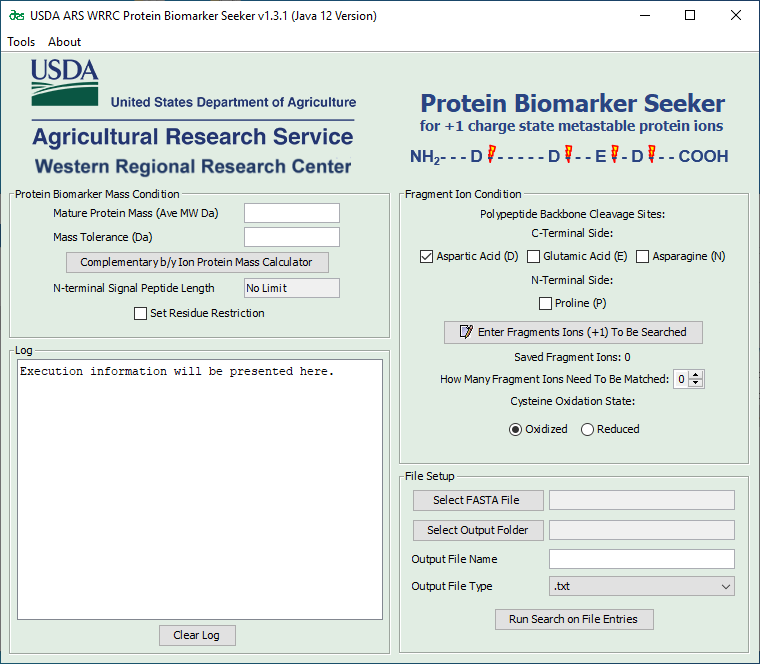 USDA ARS WRRC Protein Biomarker Seeker v1.3.1 (Java 12 Version)
Tools About
USDA
United States Department of Agriculture
Agricultural Research Service
Western Regional Research Center
Protein Biomarker Seeker
for +1 charge state metastable protein ions
NH2- - - D - - - - - D - - E - D - - COOH
Protein Biomarker Mass Condition
Mature Protein Mass (Ave MW Da)
Mass Tolerance (Da)
Complementary b/y Ion Protein Mass Calculator
N-terminal Signal Peptide Length No Limit
Set Residue Restriction
Log
Execution information will be presented here.
Clear Log
Fragment Ion Condition
Polypeptide Backbone Cleavage Sites:
C-Terminal Side:
Aspartic Acid (D) Glutamic Acid (E) Asparagine (N)
N-Terminal Side:
Proline (P)
Enter Fragments Ions (+1) To Be Searched
Saved Fragment Ions: 0
How Many Fragment Ions Need To Be Matched: 0
Cysteine Oxidation State:
Oxidized Reduced
File Setup
Select FASTA File
Select Output Folder
Output File Name
Output File Type .txt
Run Search on File Entries